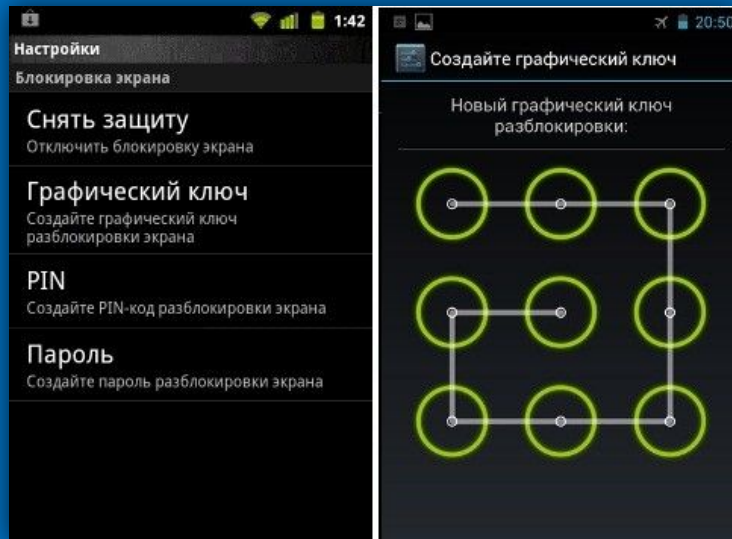 1:42
Настройки
Блокировка экрана
Снять защиту
Отключить блокировку экрана
Графический ключ
Создайте графический ключ
разблокировки экрана
PIN
Создайте PIN-код разблокировки экрана
Пароль
Создайте пароль разблокировки экрана
20:50
Создайте графический ключ
Новый графический ключ
разблокировки: